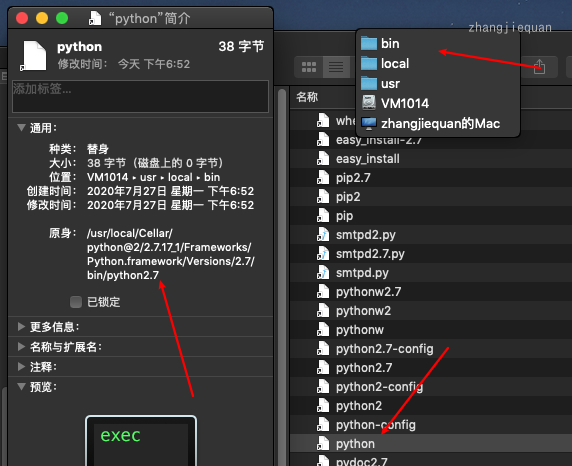 "python"简介
python
38 字节
修改时间： 今天 下午6:52
添加标签...
通用:
种类: 替身
大小: 38 字节（磁盘上的 0 字节）
位置: VM1014 ▸ usr ▸ local ▸ bin
创建时间: 2020年7月27日 星期一 下午6:52
修改时间: 2020年7月27日 星期一 下午6:52
原身: /usr/local/Cellar/
python@2/2.7.17_1/Frameworks/
Python.framework/Versions/2.7/
bin/python2.7
已锁定
更多信息:
名称与扩展名:
注释:
预览:
exec
zhangjiequan
bin
local
usr
VM1014
zhangjiequan的Mac
名称
whe
easy_install-2.7
easy_install
pip2.7
pip2
pip
smtpd2.py
smtpd2.7.py
smtpd.py
pythonw2.7
pythonw2
pythonw
python2.7-config
python2.7
python2-config
python2
python-config
python
pydoc2.7